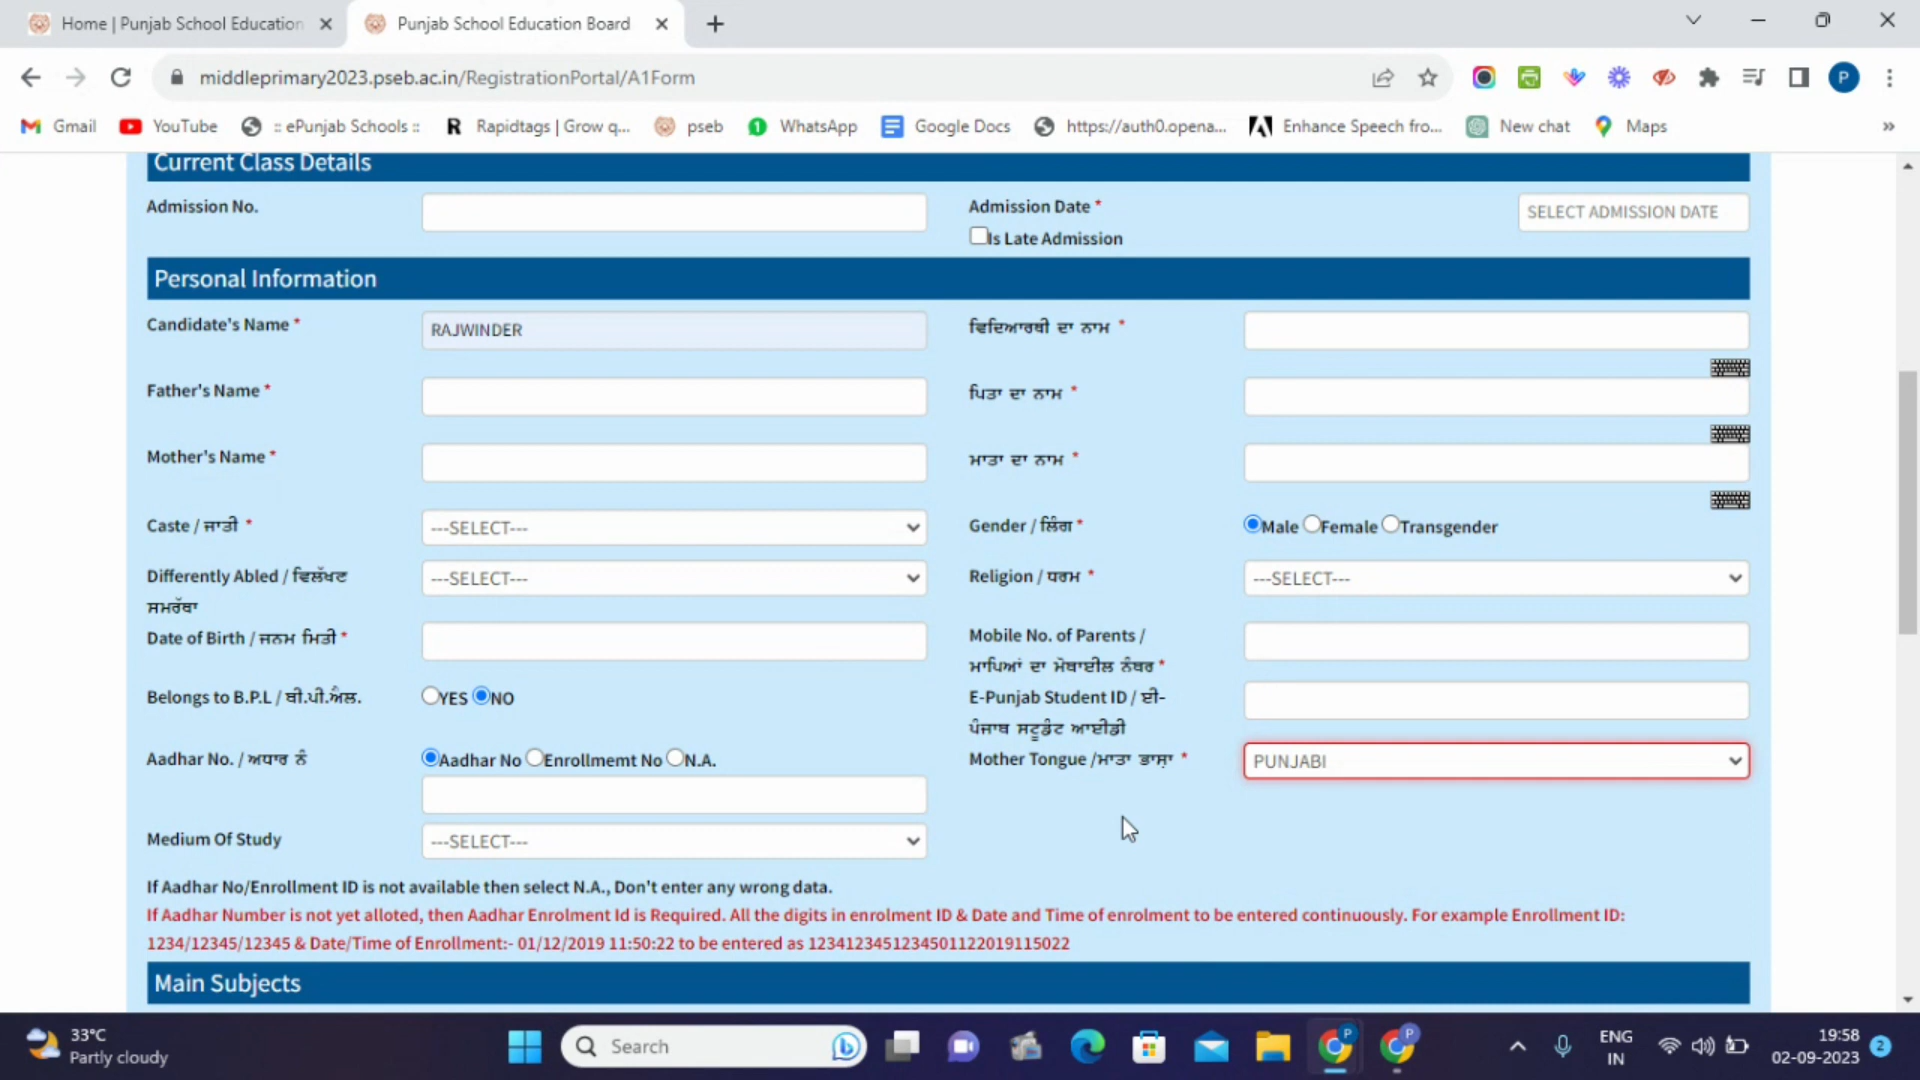 Home | Punjab School Education
Punjab School Education Board
middleprimary2023.pseb.ac.in/RegistrationPortal/A1Form
P
Gmail
YouTube
:: ePunjab Schools ::
R Rapidtags | Grow q...
pseb
WhatsApp
Google Docs
https://auth0.opena...
Enhance Speech fro...
New chat
Maps
Current Class Details
Admission No.
Admission Date *
SELECT ADMISSION DATE
Is Late Admission
Personal Information
Candidate's Name *
RAJWINDER
ਵਿਦਿਆਰਥੀ ਦਾ ਨਾਮ *
Father's Name *
ਪਿਤਾ ਦਾ ਨਾਮ *
Mother's Name *
ਮਾਤਾ ਦਾ ਨਾਮ *
Caste / ਜਾਤੀ *
---SELECT---
Gender / ਲਿੰਗ *
Male Female Transgender
Differently Abled / ਵਿਲੱਖਣ
ਸਮਰੱਥਾ
---SELECT---
Religion / ਧਰਮ *
---SELECT---
Date of Birth / ਜਨਮ ਮਿਤੀ *
Mobile No. of Parents /
ਮਾਪਿਆਂ ਦਾ ਮੋਬਾਈਲ ਨੰਬਰ *
Belongs to B.P.L / ਬੀ.ਪੀ.ਐਲ.
YES NO
E-Punjab Student ID / ਈ-
ਪੰਜਾਬ ਸਟੂਡੈਂਟ ਆਈਡੀ
Aadhar No. / ਅਧਾਰ ਨੰ
Aadhar No Enrollmemt No N.A.
Mother Tongue /ਮਾਤਾ ਭਾਸ਼ਾ *
PUNJABI
Medium Of Study
---SELECT---
If Aadhar No/Enrollment ID is not available then select N.A., Don't enter any wrong data.
If Aadhar Number is not yet alloted, then Aadhar Enrolment Id is Required. All the digits in enrolment ID & Date and Time of enrolment to be entered continuously. For example Enrollment ID:
1234/12345/12345 & Date/Time of Enrollment:- 01/12/2019 11:50:22 to be entered as 1234123451234501122019115022
Main Subjects
33°C
Partly cloudy
Search
ENG
IN
19:58
02-09-2023
2